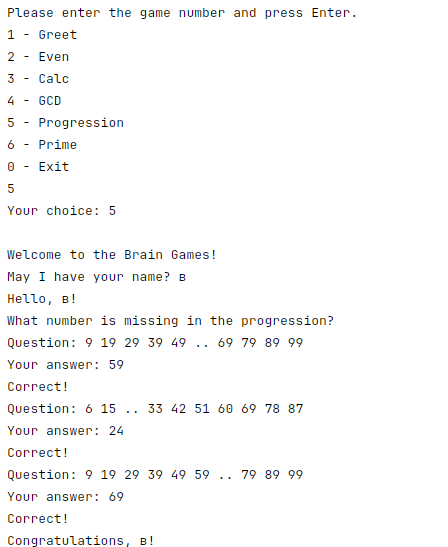 Please enter the game number and press Enter.
1 - Greet
2 - Even
3 - Calc
4 - GCD
5 - Progression
6 - Prime
0 - Exit
5
Your choice: 5

Welcome to the Brain Games!
May I have your name? в
Hello, в!
What number is missing in the progression?
Question: 9 19 29 39 49 .. 69 79 89 99
Your answer: 59
Correct!
Question: 6 15 .. 33 42 51 60 69 78 87
Your answer: 24
Correct!
Question: 9 19 29 39 49 59 .. 79 89 99
Your answer: 69
Correct!
Congratulations, в!